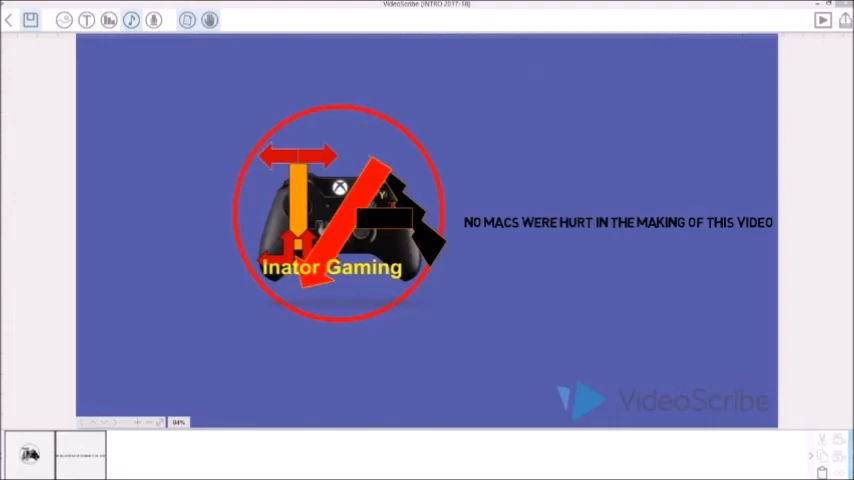 VideoScribe [INTRO 2017-18]
NO MACS WERE HURT IN THE MAKING OF THIS VIDEO
Y
Inator Gaming
VideoScribe
84%